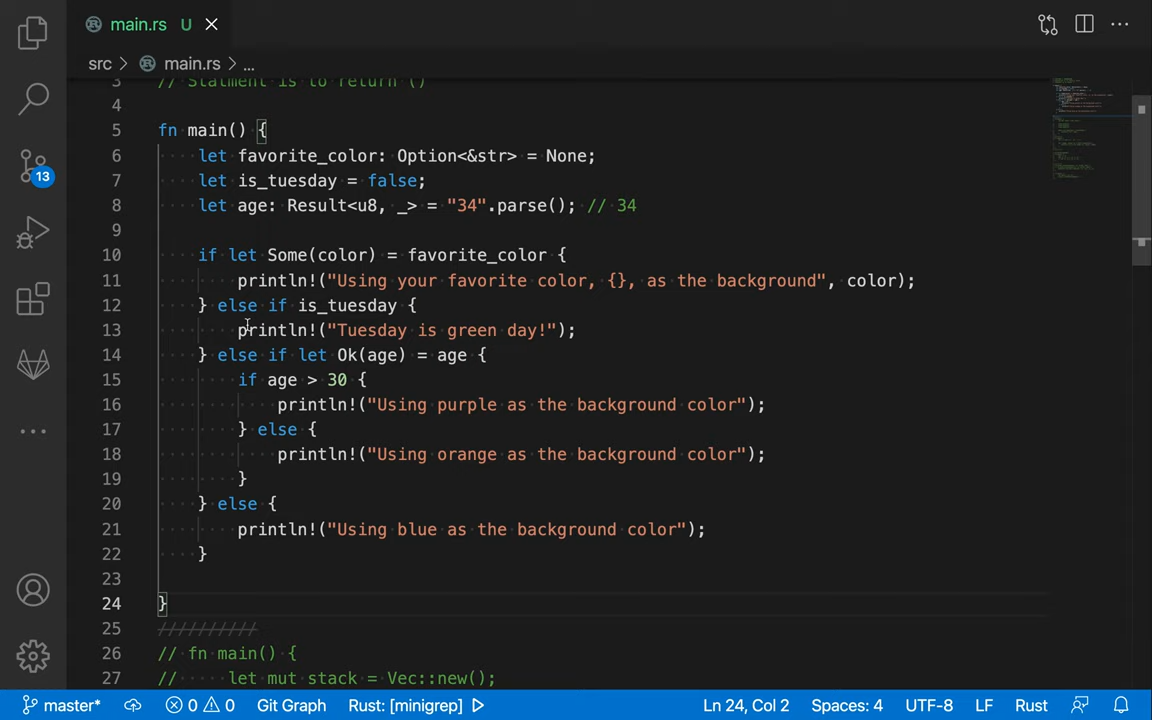 main.rs U
src > main.rs > ...
3 // Statment is to return ()
4
5 fn main() {
6 let favorite_color: Option<&str> = None;
7 let is_tuesday = false;
8 let age: Result<u8, _> = "34".parse(); // 34
9
10 if let Some(color) = favorite_color {
11 println!("Using your favorite color, {}, as the background", color);
12 } else if is_tuesday {
13 println!("Tuesday is green day!");
14 } else if let Ok(age) = age {
15 if age > 30 {
16 println!("Using purple as the background color");
17 } else {
18 println!("Using orange as the background color");
19 }
20 } else {
21 println!("Using blue as the background color");
22 }
23
24 }
25 //////////
26 // fn main() {
27 // let mut stack = Vec::new();
13
master* 0 0 Git Graph Rust: [minigrep] Ln 24, Col 2 Spaces: 4 UTF-8 LF Rust